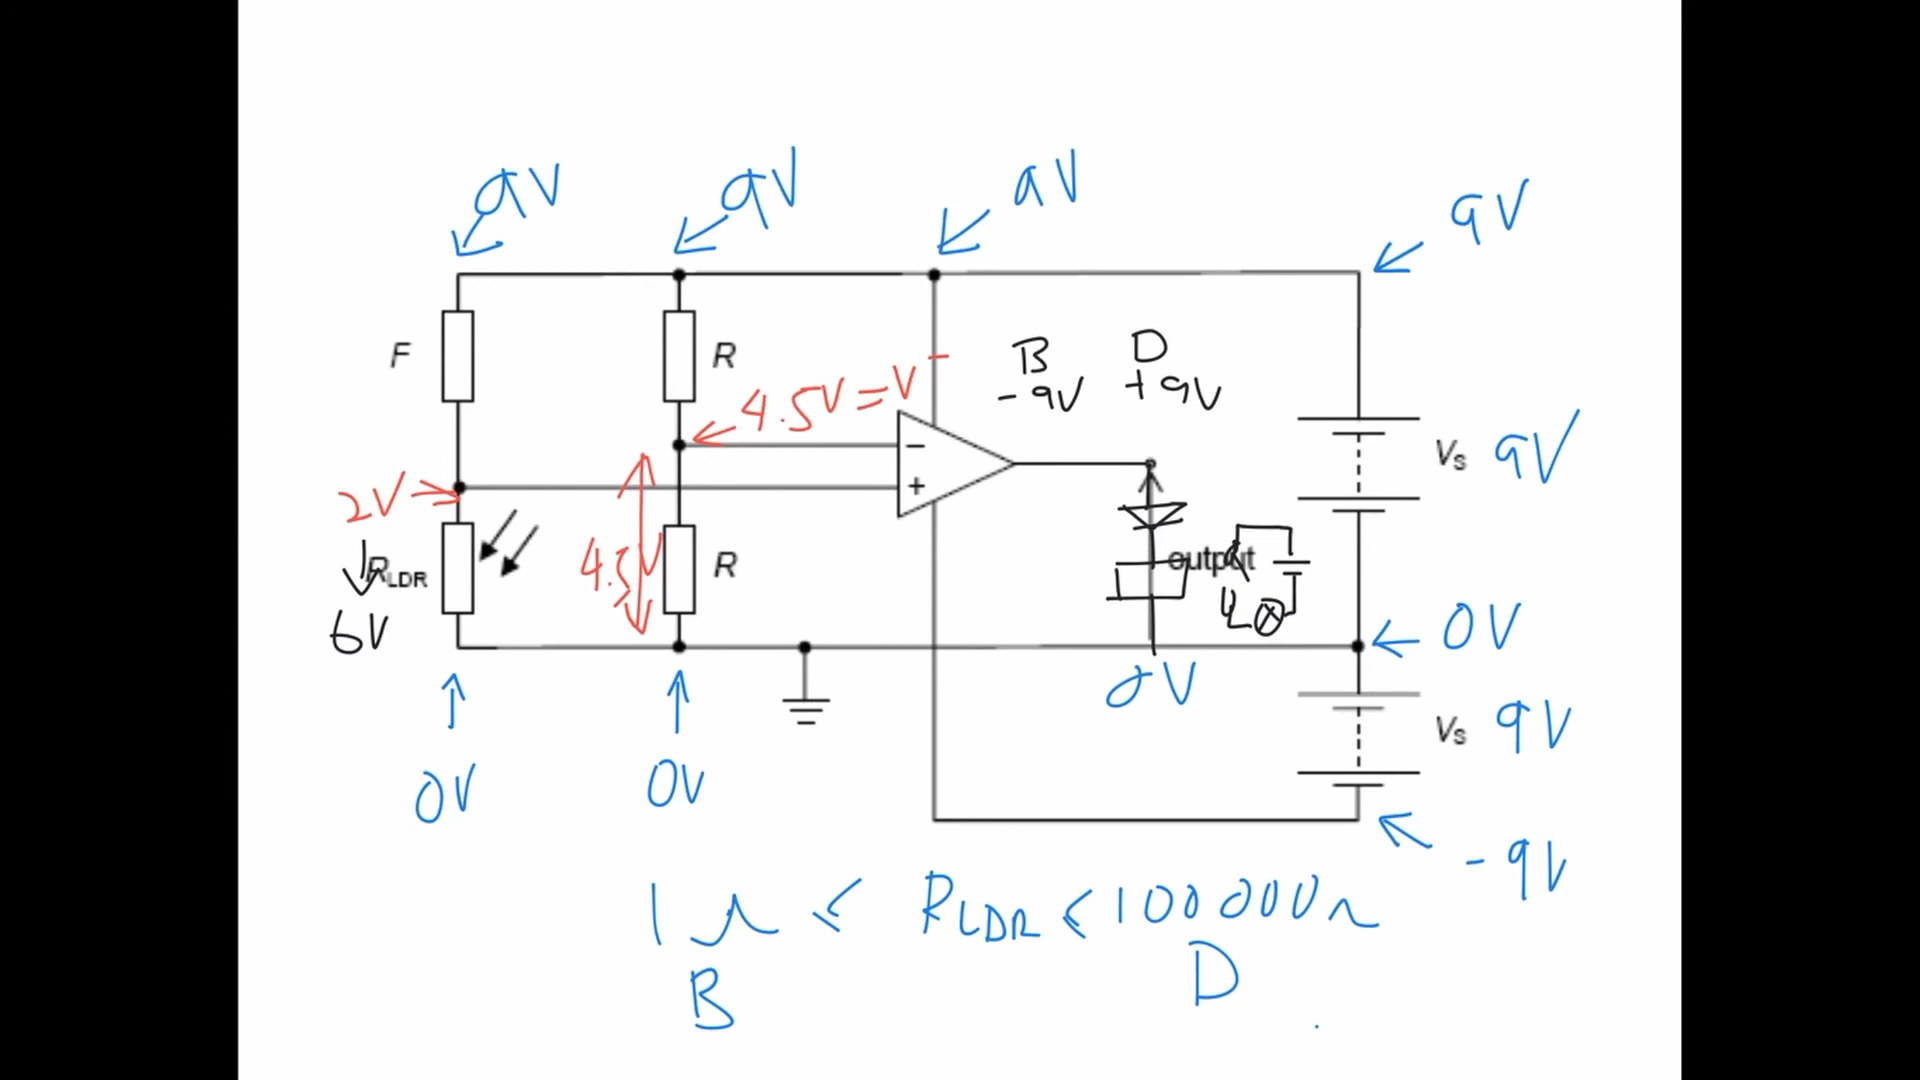 9V 9V 9V 9V
F R B D
-9V +9V
4.5V = V-
− VS 9V
2V +
RLDR 4.5V R output
6V 0V
0V
0V 0V VS 9V
-9V
1Ω < RLDR < 100000Ω
B D